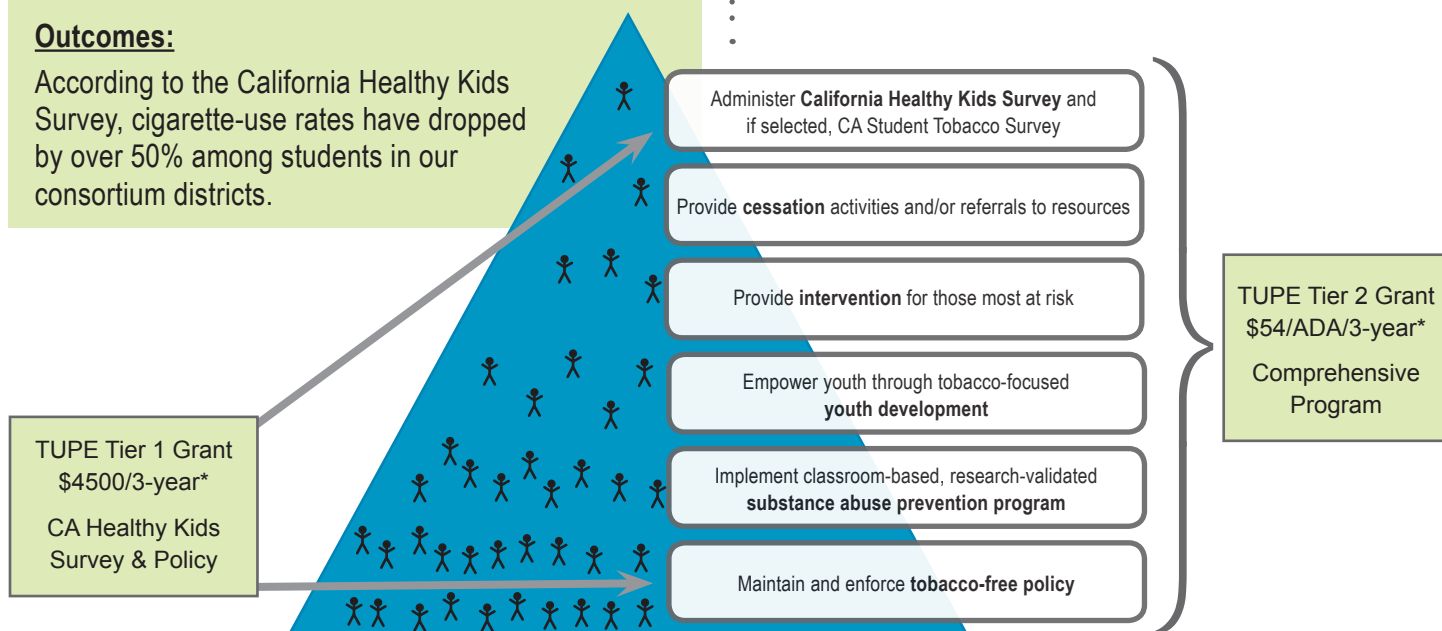 Outcomes:
According to the California Healthy Kids
Survey, cigarette-use rates have dropped
by over 50% among students in our
consortium districts.
Administer California Healthy Kids Survey and
if selected, CA Student Tobacco Survey
Provide cessation activities and/or referrals to resources
Provide intervention for those most at risk
Empower youth through tobacco-focused
youth development
Implement classroom-based, research-validated
substance abuse prevention program
Maintain and enforce tobacco-free policy
TUPE Tier 1 Grant
$4500/3-year*
CA Healthy Kids
Survey & Policy
TUPE Tier 2 Grant
$54/ADA/3-year*
Comprehensive
Program